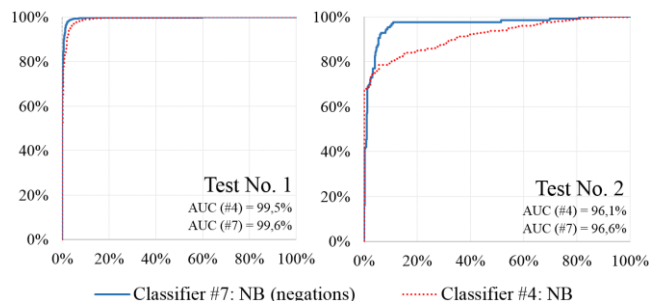 100%
80%
60%
40%
20%
0%
0% 20% 40% 60% 80% 100%
Test No. 1
AUC (#4) = 99,5%
AUC (#7) = 99,6%
100%
80%
60%
40%
20%
0%
0% 20% 40% 60% 80% 100%
Test No. 2
AUC (#4) = 96,1%
AUC (#7) = 96,6%
Classifier #7: NB (negations) Classifier #4: NB